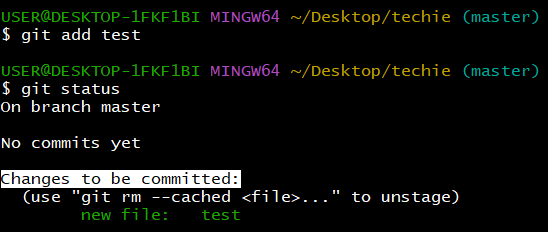 USER@DESKTOP-1FKF1BI MINGW64 ~/Desktop/techie (master)
$ git add test
USER@DESKTOP-1FKF1BI MINGW64 ~/Desktop/techie (master)
$ git status
On branch master
No commits yet
Changes to be committed:
(use "git rm --cached <file>..." to unstage)
new file: test